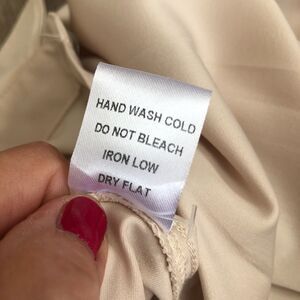 HAND WASH COLD
DO NOT BLEACH
IRON LOW
DRY FLAT